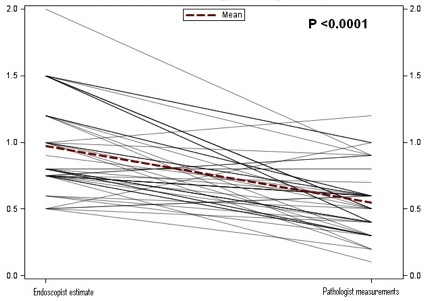 Mean
P <0.0001
2.0 2.0
1.5 1.5
1.0 1.0
0.5 0.5
0.0 0.0
Endoscopist estimate Pathologist measurements